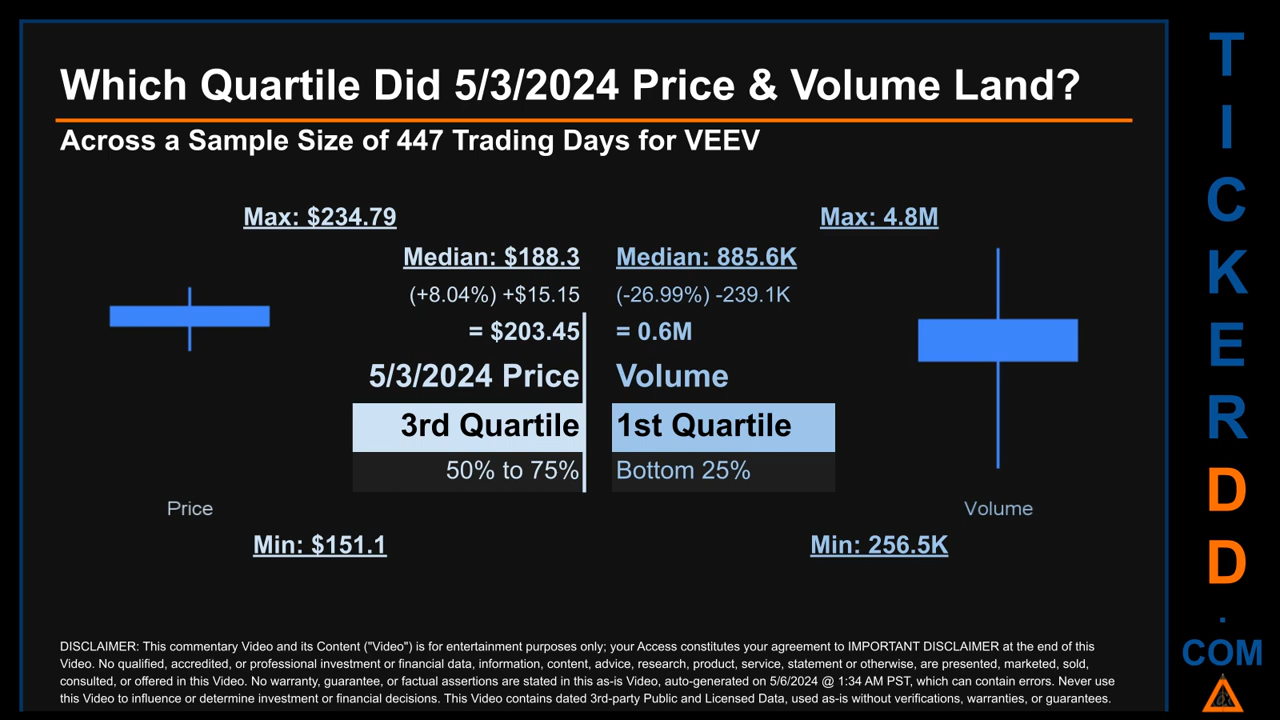 Which Quartile Did 5/3/2024 Price & Volume Land?
Across a Sample Size of 447 Trading Days for VEEV
Max: $234.79
Median: $188.3
(+8.04%) +$15.15
= $203.45
5/3/2024 Price
3rd Quartile
50% to 75%
Price
Min: $151.1
Max: 4.8M
Median: 885.6K
(-26.99%) -239.1K
= 0.6M
Volume
1st Quartile
Bottom 25%
Volume
Min: 256.5K
DISCLAIMER: This commentary Video and its Content ("Video") is for entertainment purposes only; your Access constitutes your agreement to IMPORTANT DISCLAIMER at the end of this
Video. No qualified, accredited, or professional investment or financial data, information, content, advice, research, product, service, statement or otherwise, are presented, marketed, sold,
consulted, or offered in this Video. No warranty, guarantee, or factual assertions are stated in this as-is Video, auto-generated on 5/6/2024 @ 1:34 AM PST, which can contain errors. Never use
this Video to influence or determine investment or financial decisions. This Video contains dated 3rd-party Public and Licensed Data, used as-is without verifications, warranties, or guarantees.
TICKERDD
.
COM